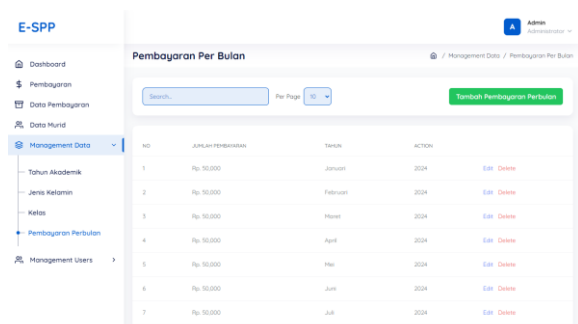 E-SPP
A
Admin
Administrator
Dashboard
Pembayaran
Data Pembayaran
Data Murid
Management Data
Tahun Akademik
Jenis Kelamin
Kelas
Pembayaran Perbulan
Management Users
Pembayaran Per Bulan
/ Management Data / Pembayaran Per Bulan
Search..
Per Page 10
Tambah Pembayaran Perbulan
NO JUMLAH PEMBAYARAN TAHUN ACTION
1 Rp. 50,000 Januari 2024 Edit Delete
2 Rp. 50,000 Februari 2024 Edit Delete
3 Rp. 50,000 Maret 2024 Edit Delete
4 Rp. 50,000 April 2024 Edit Delete
5 Rp. 50,000 Mei 2024 Edit Delete
6 Rp. 50,000 Juni 2024 Edit Delete
7 Rp. 50,000 Juli 2024 Edit Delete